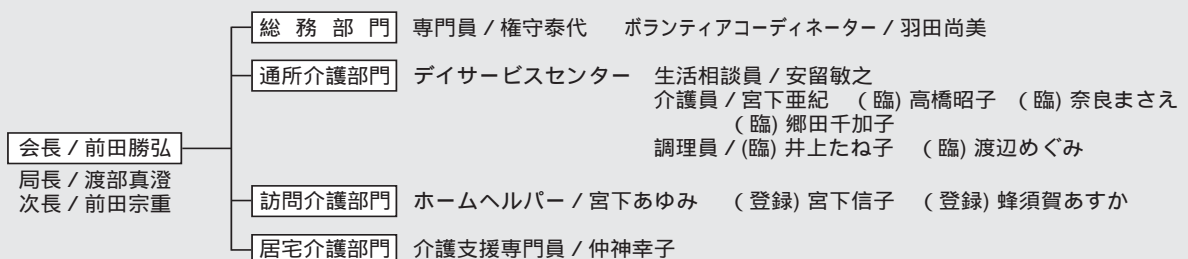 総務部門 専門員 / 権守泰代 ボランティアコーディネーター / 羽田尚美
通所介護部門 デイサービスセンター 生活相談員 / 安留敏之
介護員 / 宮下亜紀 (臨) 高橋昭子 (臨) 奈良まさえ
(臨) 郷田千加子
調理員 / (臨) 井上たね子 (臨) 渡辺めぐみ
会長 / 前田勝弘
局長 / 渡部真澄
次長 / 前田宗重
訪問介護部門 ホームヘルパー / 宮下あゆみ (登録) 宮下信子 (登録) 蜂須賀あすか
居宅介護部門 介護支援専門員 / 仲神幸子